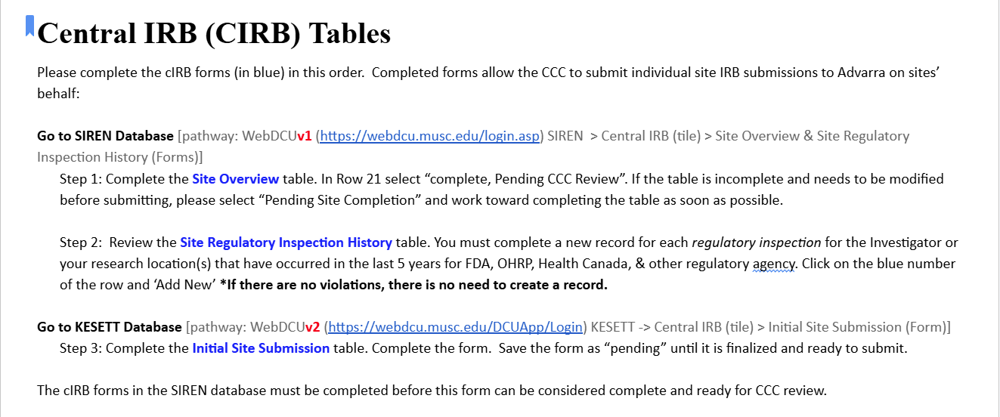 Central IRB (CIRB) Tables
Please complete the cIRB forms (in blue) in this order.  Completed forms allow the CCC to submit individual site IRB submissions to Advarra on sites’
behalf:
Go to SIREN Database [pathway: WebDCUv1 (https://webdcu.musc.edu/login.asp) SIREN  > Central IRB (tile) > Site Overview & Site Regulatory
Inspection History (Forms)]
Step 1: Complete the Site Overview table. In Row 21 select “complete, Pending CCC Review”. If the table is incomplete and needs to be modified
before submitting, please select “Pending Site Completion” and work toward completing the table as soon as possible.
Step 2:  Review the Site Regulatory Inspection History table. You must complete a new record for each regulatory inspection for the Investigator or
your research location(s) that have occurred in the last 5 years for FDA, OHRP, Health Canada, & other regulatory agency. Click on the blue number
of the row and ‘Add New’ *If there are no violations, there is no need to create a record.
Go to KESETT Database [pathway: WebDCUv2 (https://webdcu.musc.edu/DCUApp/Login) KESETT -> Central IRB (tile) > Initial Site Submission (Form)]
Step 3: Complete the Initial Site Submission table. Complete the form.  Save the form as “pending” until it is finalized and ready to submit.
The cIRB forms in the SIREN database must be completed before this form can be considered complete and ready for CCC review.